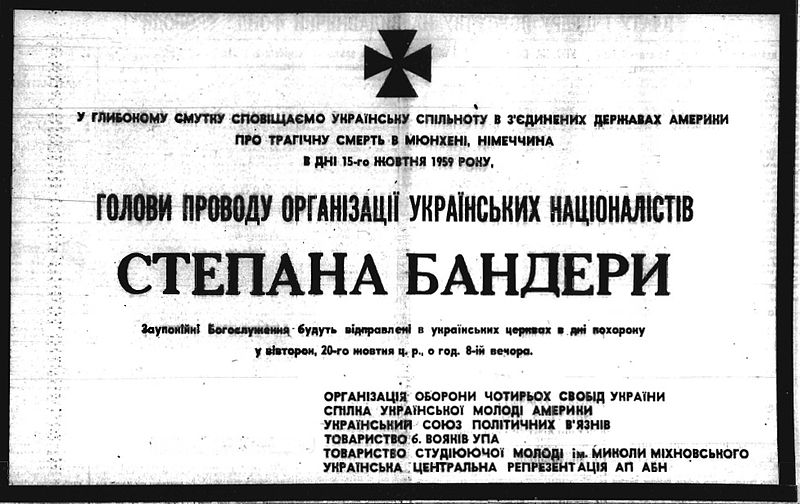 У ГЛИБОКОМУ СМУТКУ СПОВІЩАЄМО УКРАЇНСЬКУ СПІЛЬНОТУ В З'ЄДИНЕНИХ ДЕРЖАВАХ АМЕРИКИ
ПРО ТРАГІЧНУ СМЕРТЬ В МЮНХЕНІ, НІМЕЧЧИНА
В ДНІ 15-го ЖОВТНЯ 1959 РОКУ,
ГОЛОВИ ПРОВОДУ ОРГАНІЗАЦІЇ УКРАЇНСЬКИХ НАЦІОНАЛІСТІВ
СТЕПАНА БАНДЕРИ
Заупокійні Богослуження будуть відправлені в українських церквах в дні похорону
у вівторок, 20-го жовтня ц. р., о год. 8-ій вечора.
ОРГАНІЗАЦІЯ ОБОРОНИ ЧОТИРЬОХ СВОБІД УКРАЇНИ
СПІЛКА УКРАЇНСЬКОЇ МОЛОДІ АМЕРИКИ
УКРАЇНСЬКИЙ СОЮЗ ПОЛІТИЧНИХ В'ЯЗНІВ
ТОВАРИСТВО б. ВОЯКІВ УПА
ТОВАРИСТВО СТУДІЮЮЧОЇ МОЛОДІ ім. МИКОЛИ МІХНОВСЬКОГО
УКРАЇНСЬКА ЦЕНТРАЛЬНА РЕПРЕЗЕНТАЦІЯ АП АБН